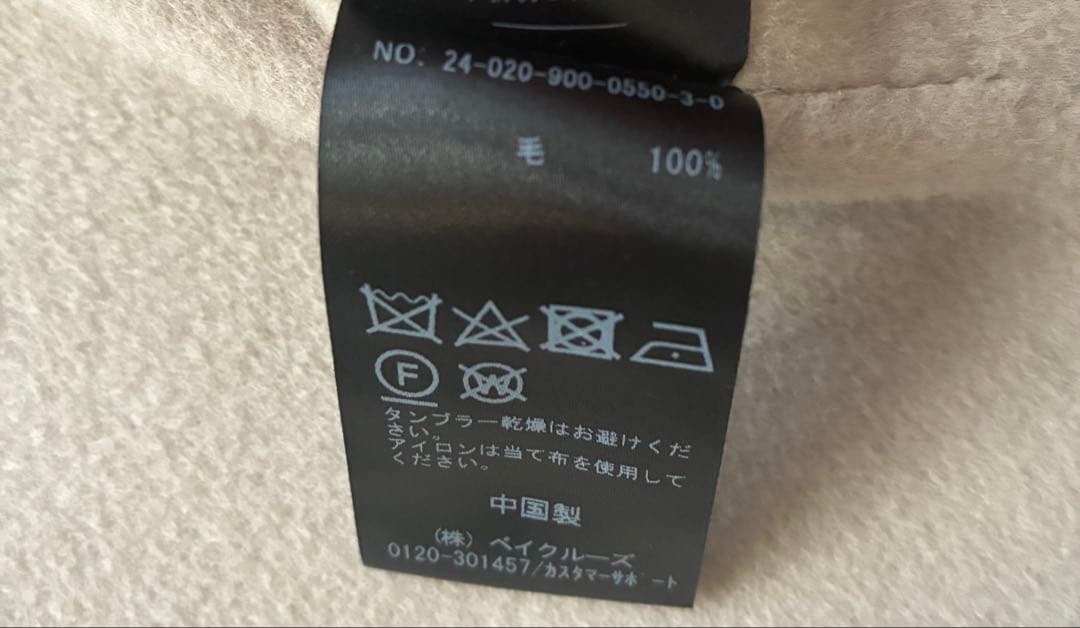 NO: 24-020-900-0550-3-0
毛 100%
F
W
タンブラー乾燥はお避けくだ
さい。
アイロンは当て布を使用して
ください。
中国製
(株) ベイクルーズ
0120-301457/カスタマーサポート